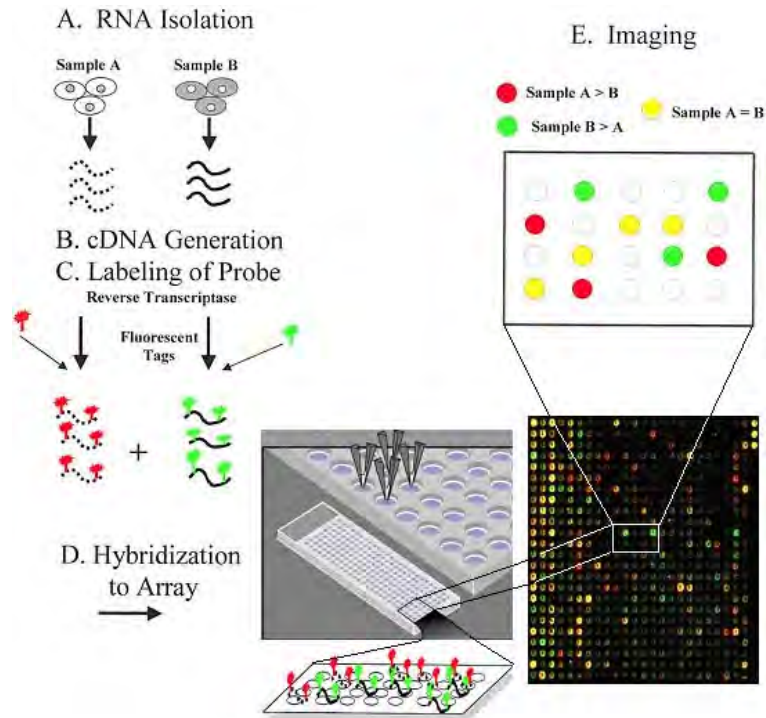 A. RNA Isolation
Sample A
Sample B
B. cDNA Generation
C. Labeling of Probe
Reverse Transcriptase
Fluorescent
Tags
+
D. Hybridization
to Array
E. Imaging
Sample A > B
Sample B > A
Sample A = B